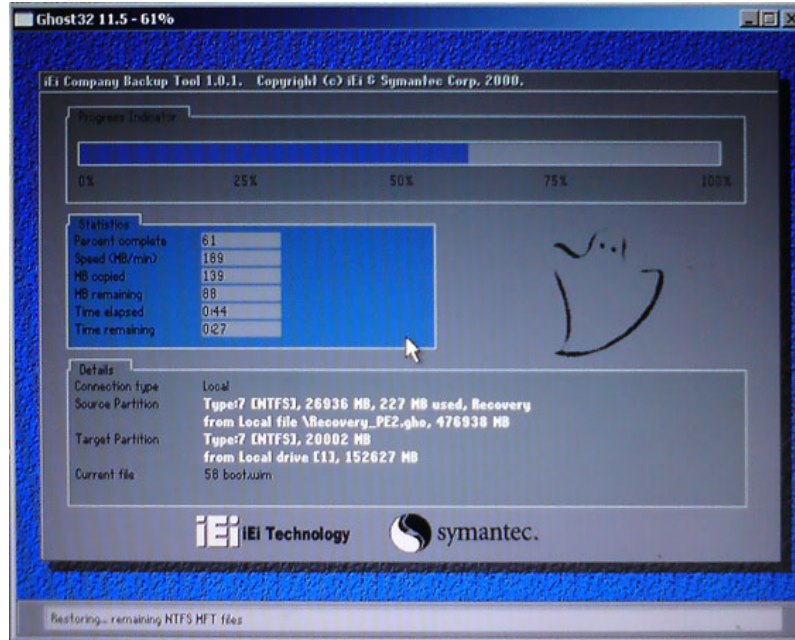 Ghost32 11.5 - 61%
iEi Company Backup Tool 1.0.1. Copyright (c) iEi & Symantec Corp. 2000.
Progress Indicator
0% 25% 50% 75% 100%
Statistics
Percent complete 61
Speed (MB/min) 189
MB copied 139
MB remaining 88
Time elapsed 0:44
Time remaining 0:27
Details
Connection type Local
Source Partition Type:7 [NTFS], 26936 MB, 227 MB used, Recovery
from Local file \Recovery_PE2.gho, 476938 MB
Target Partition Type:7 [NTFS], 20002 MB
from Local drive [1], 152627 MB
Current file 58 boot.wim
iEi iEi Technology symantec.
Restoring... remaining NTFS MFT files